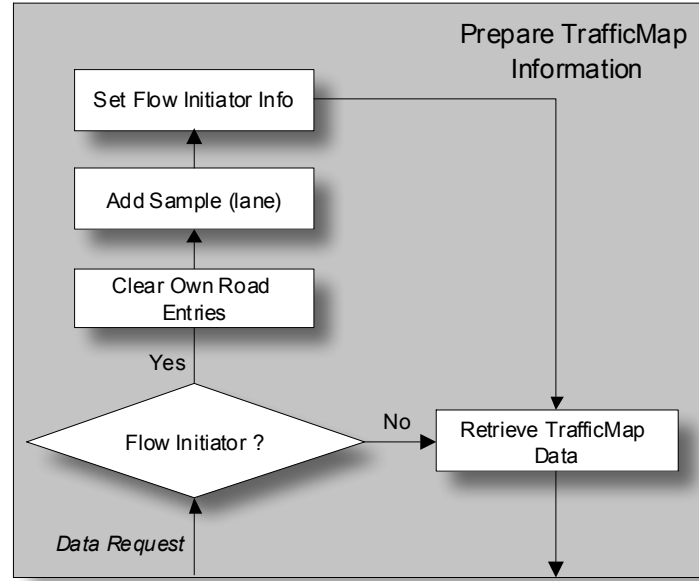 Prepare TrafficMap
Information
Set Flow Initiator Info
Add Sample (lane)
Clear Own Road
Entries
Yes
Flow Initiator ?
No
Retrieve TrafficMap
Data
Data Request